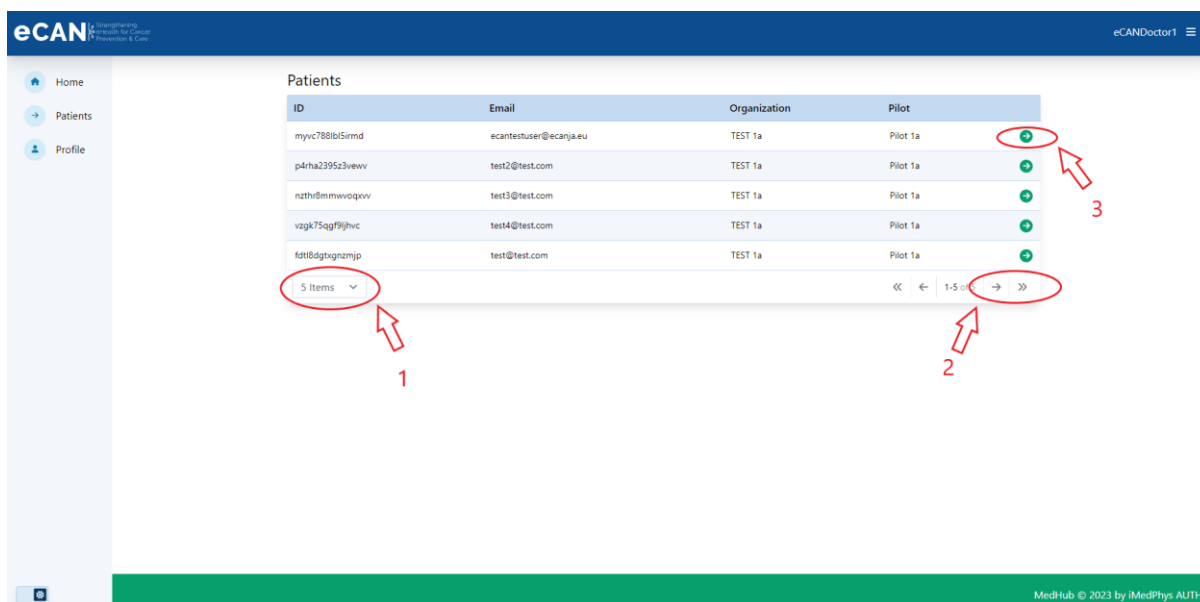 eCAN
Strengthening
eHealth for Cancer
Prevention & Care
eCANDoctor1
Home
Patients
Profile
Patients
ID Email Organization Pilot
ecantestuser@ecanja.eu TEST 1a Pilot 1a
p4rha2395z3vewv test2@test.com TEST 1a Pilot 1a
nzthr8mmwvoqxvv test3@test.com TEST 1a Pilot 1a
vzgk75qgf9ljhvc test4@test.com TEST 1a Pilot 1a
fdtl8dgtxgnzmjp test@test.com TEST 1a Pilot 1a
5 Items
1-5 of
1
2
3
MedHub © 2023 by iMedPhys AUTH